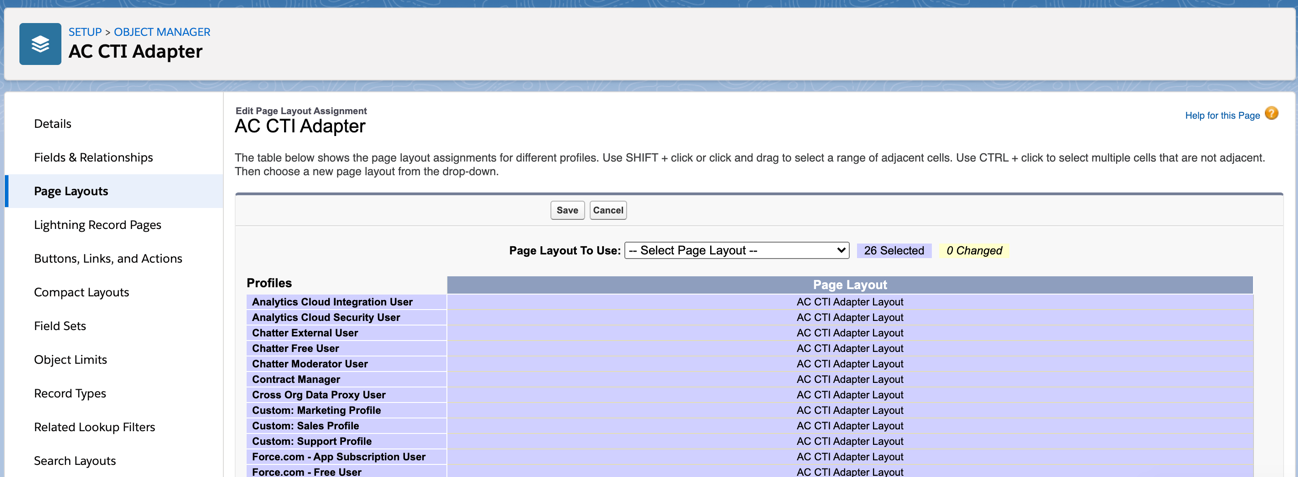 SETUP > OBJECT MANAGER
AC CTI Adapter
Details
Fields & Relationships
Page Layouts
Lightning Record Pages
Buttons, Links, and Actions
Compact Layouts
Field Sets
Object Limits
Record Types
Related Lookup Filters
Search Layouts
Edit Page Layout Assignment
AC CTI Adapter
Help for this Page ?
The table below shows the page layout assignments for different profiles. Use SHIFT + click or click and drag to select a range of adjacent cells. Use CTRL + click to select multiple cells that are not adjacent.
Then choose a new page layout from the drop-down.
Save Cancel
Page Layout To Use: -- Select Page Layout -- 26 Selected 0 Changed
Profiles Page Layout
Analytics Cloud Integration User AC CTI Adapter Layout
Analytics Cloud Security User AC CTI Adapter Layout
Chatter External User AC CTI Adapter Layout
Chatter Free User AC CTI Adapter Layout
Chatter Moderator User AC CTI Adapter Layout
Contract Manager AC CTI Adapter Layout
Cross Org Data Proxy User AC CTI Adapter Layout
Custom: Marketing Profile AC CTI Adapter Layout
Custom: Sales Profile AC CTI Adapter Layout
Custom: Support Profile AC CTI Adapter Layout
Force.com - App Subscription User AC CTI Adapter Layout
Force.com - Free User AC CTI Adapter Layout